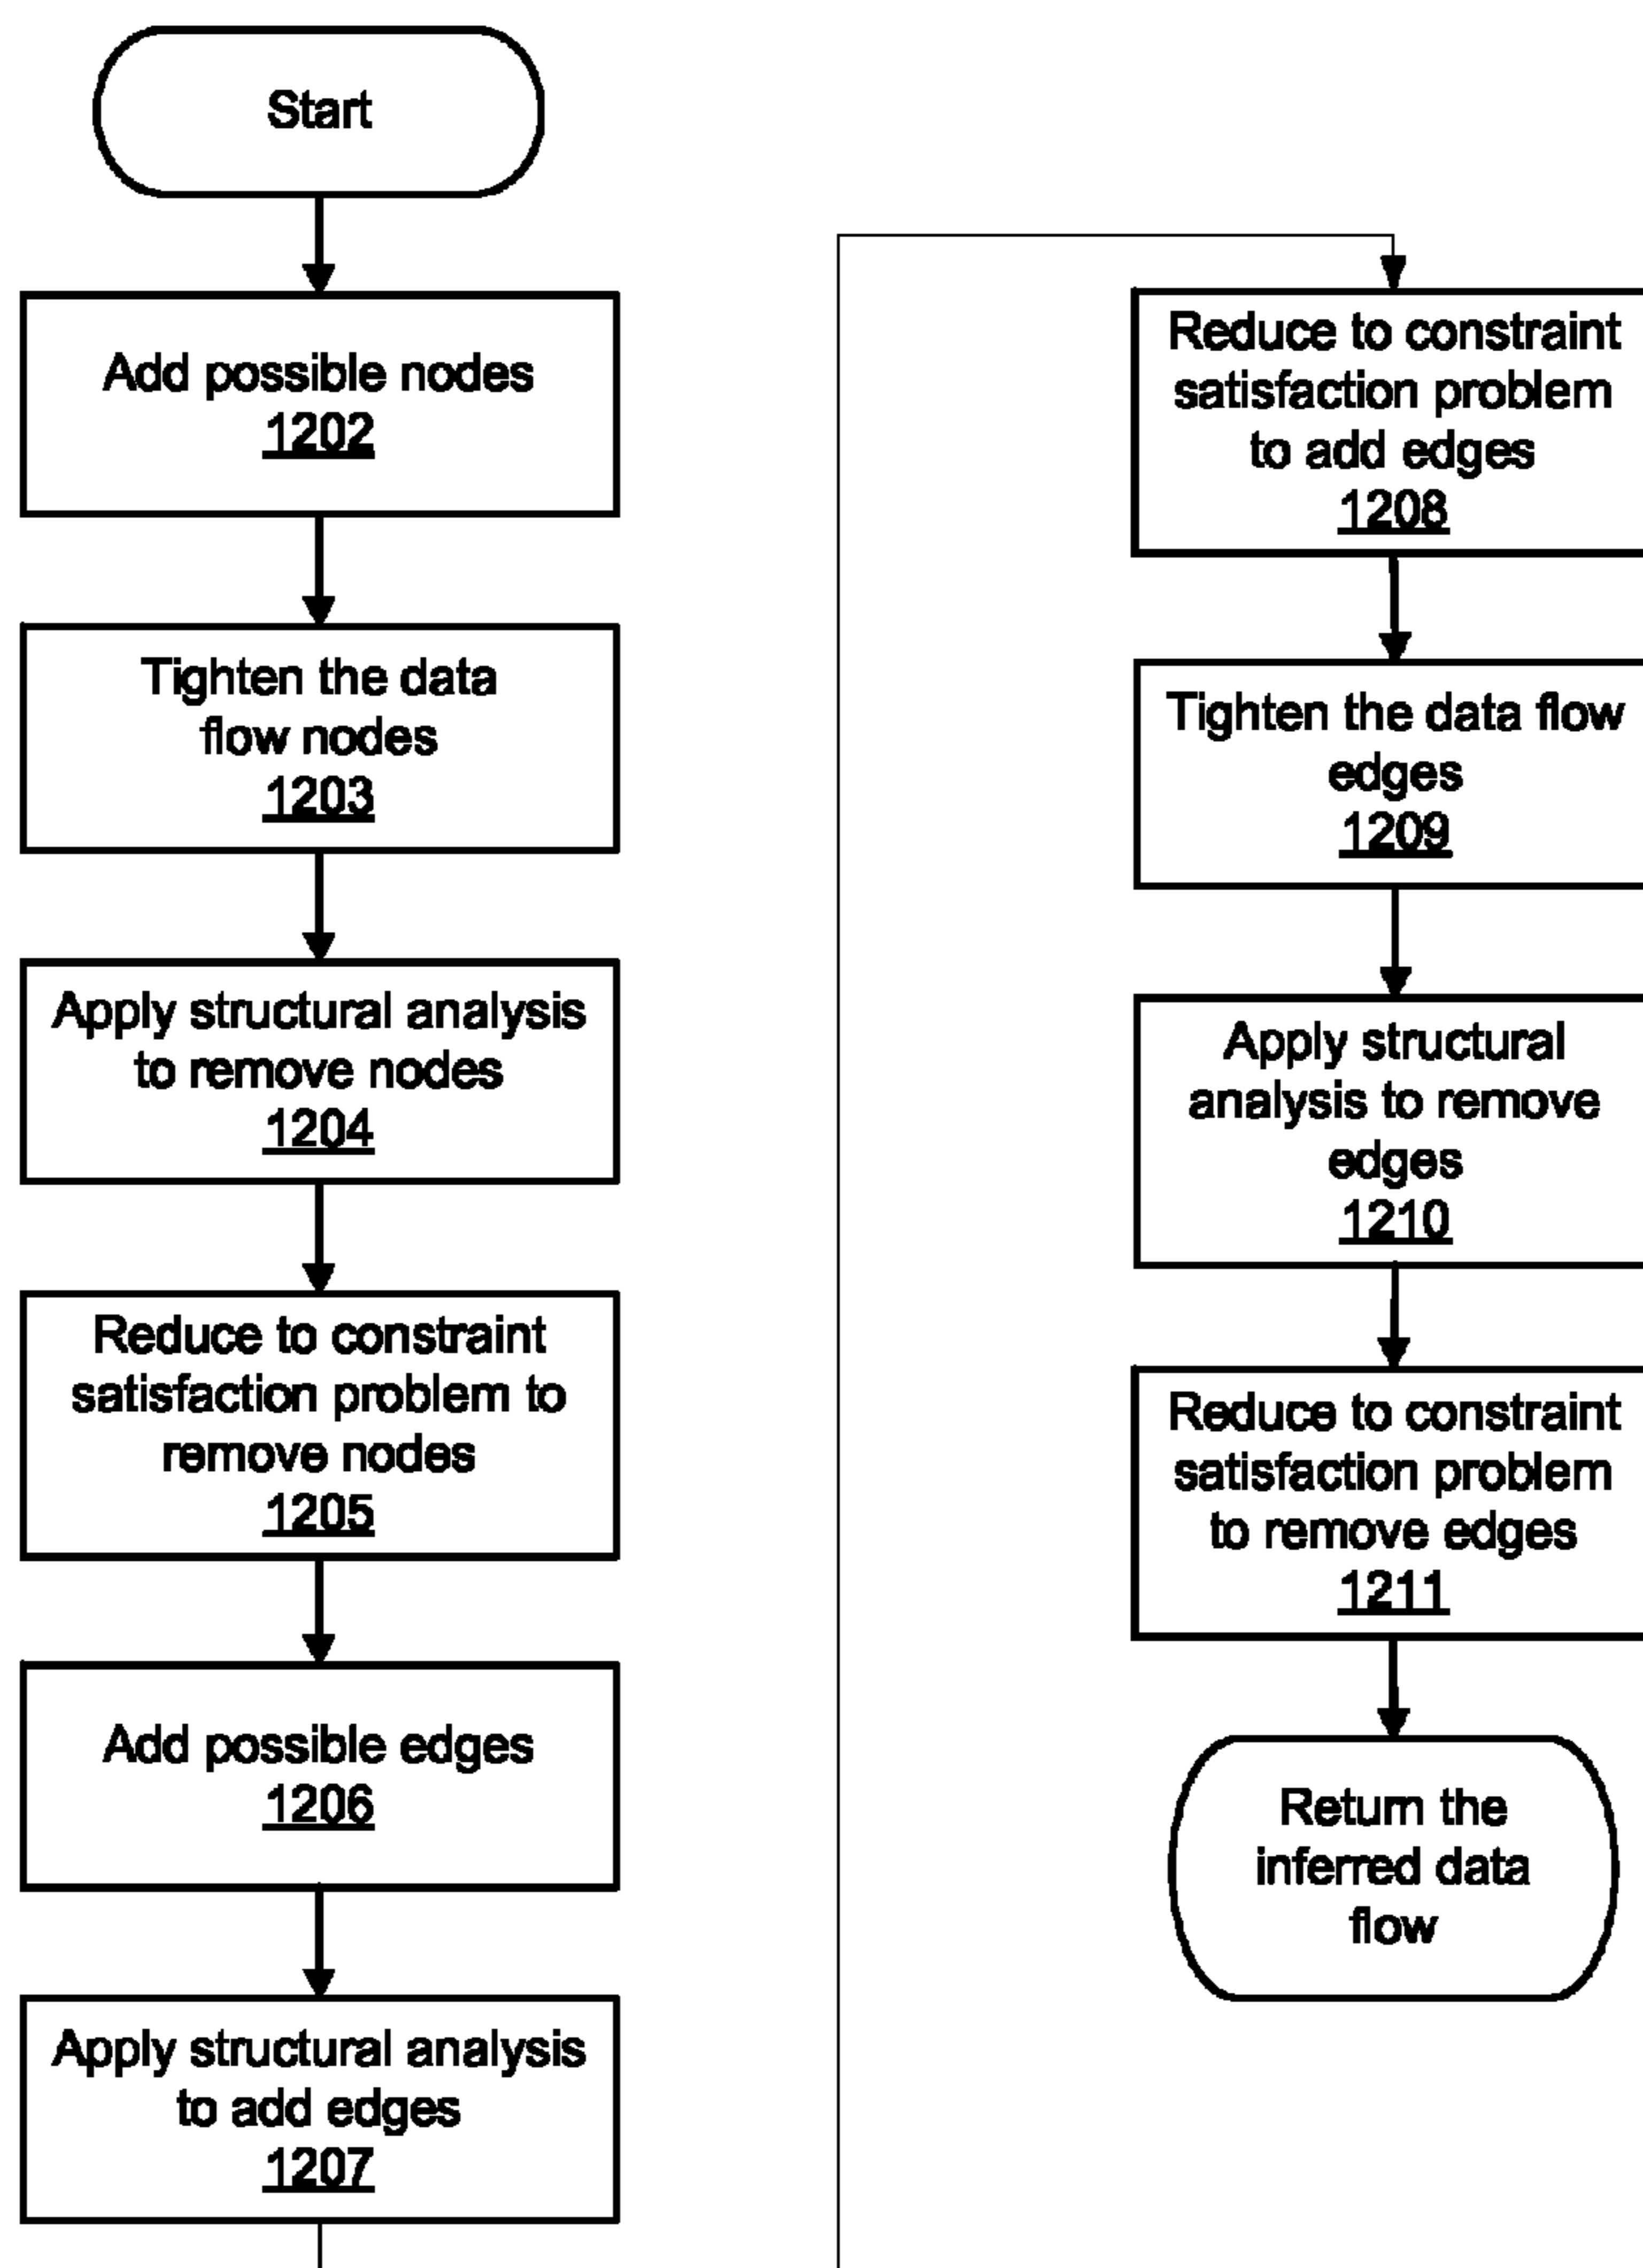 Start
Add possible nodes
1202
Tighten the data
flow nodes
1203
Apply structural analysis
to remove nodes
1204
Reduce to constraint
satisfaction problem to
remove nodes
1205
Add possible edges
1206
Apply structural analysis
to add edges
1207
Reduce to constraint
satisfaction problem
to add edges
1208
Tighten the data flow
edges
1209
Apply structural
analysis to remove
edges
1210
Reduce to constraint
satisfaction problem
to remove edges
1211
Return the
inferred data
flow